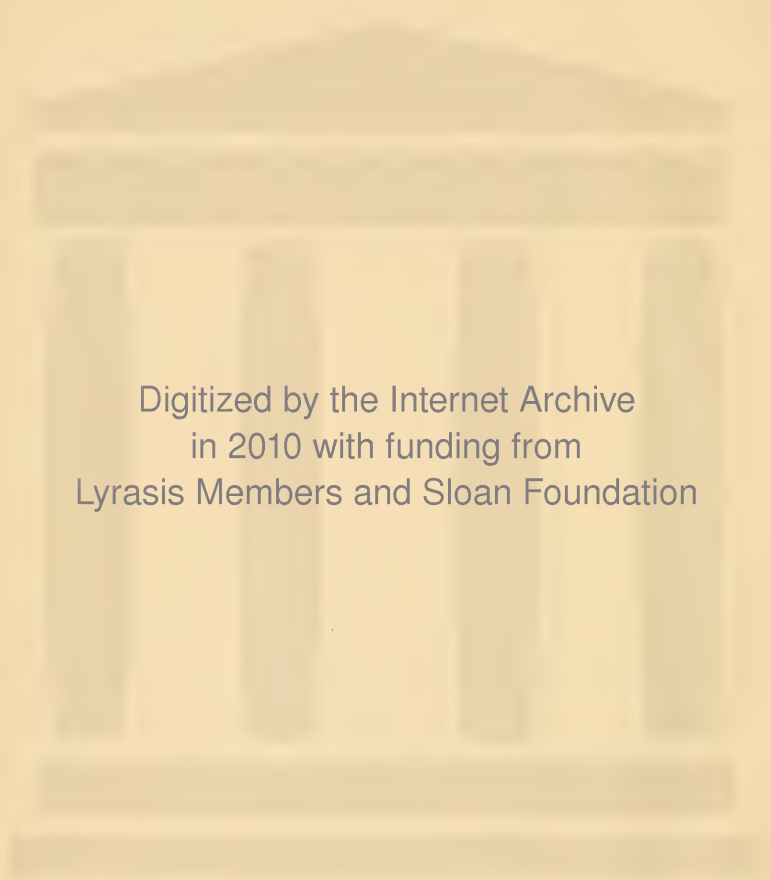 Digitized by the Internet Archive
in 2010 with funding from
Lyrasis Members and Sloan Foundation